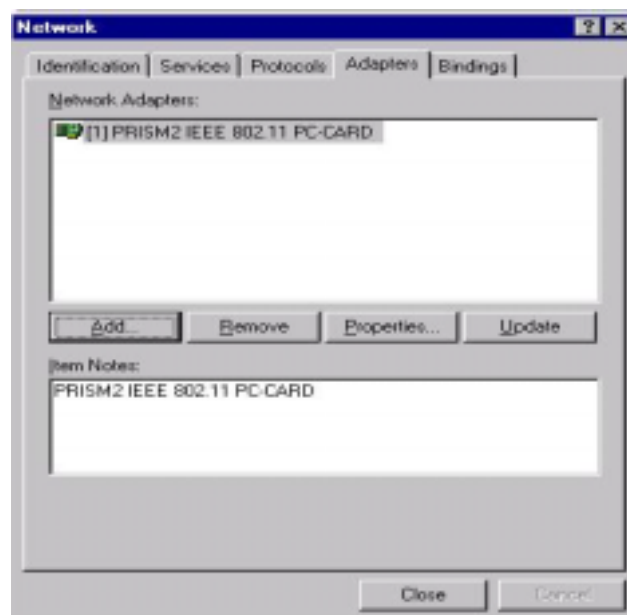 Network
Identification Services Protocols Adapters Bindings
Network Adapters:
[1] PRISM2 IEEE 802.11 PC-CARD
Add... Remove Properties... Update
Item Notes:
PRISM2 IEEE 802.11 PC-CARD
Close Cancel